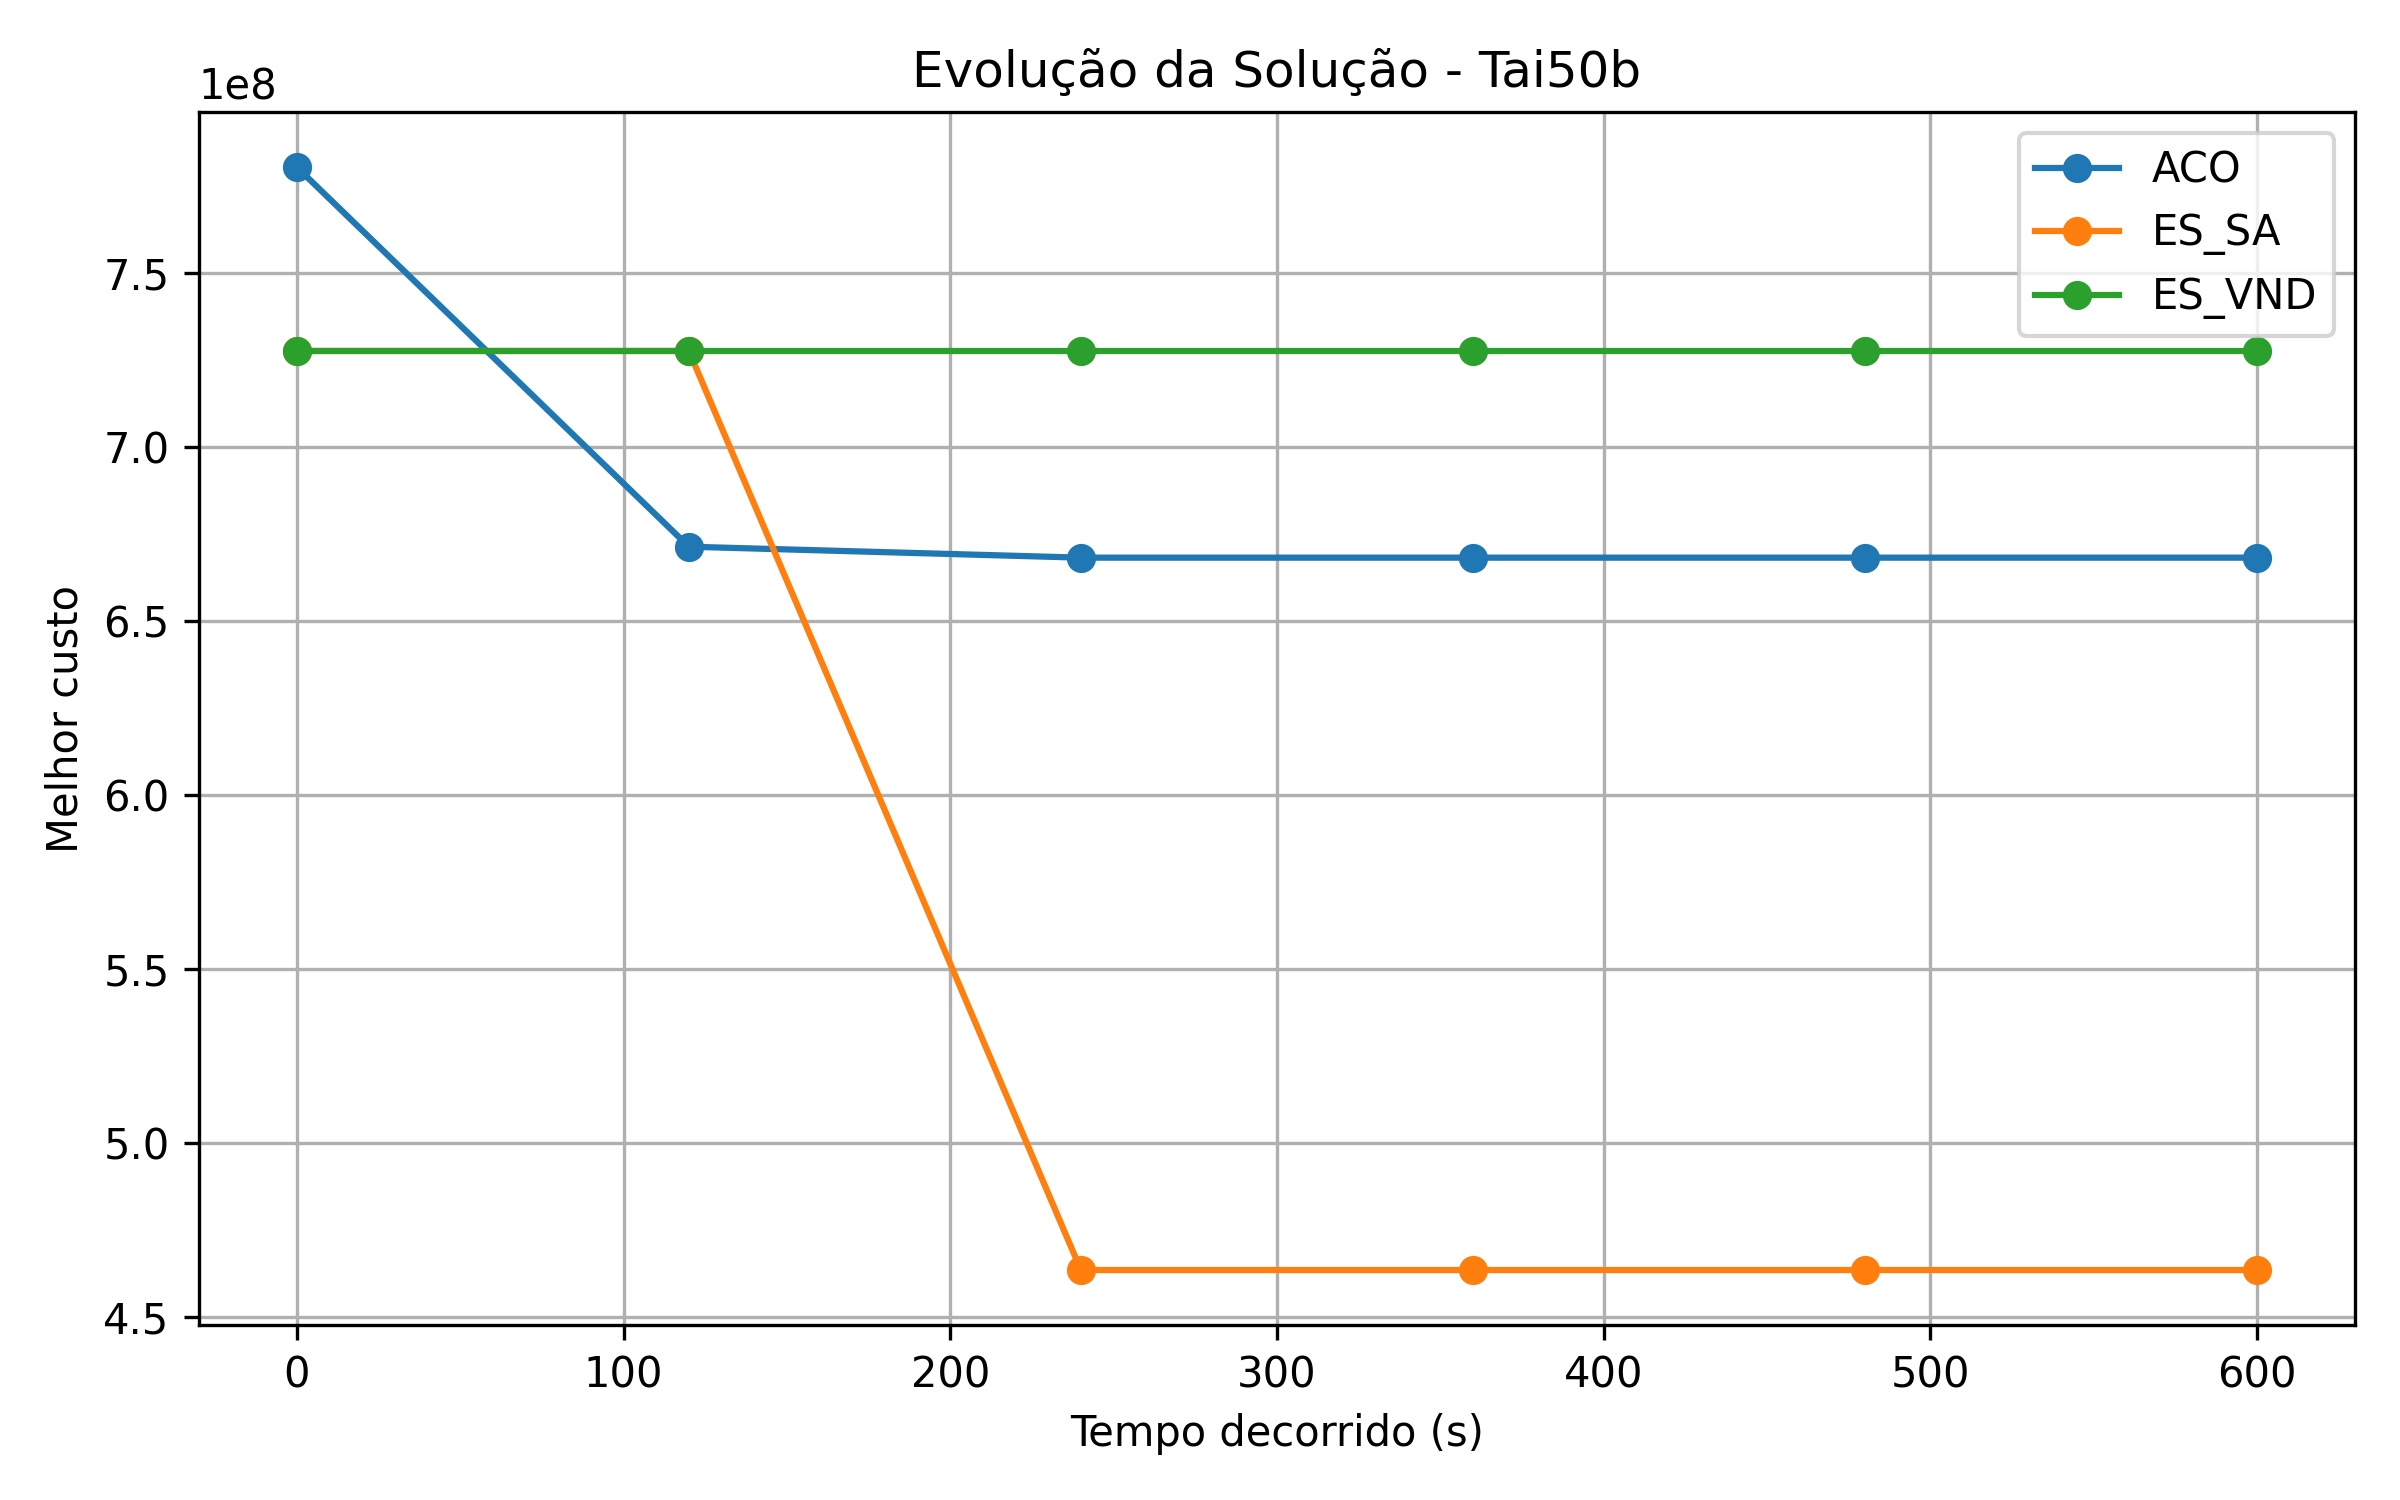 Evolução da Solução - Tai50b
1e8
ACO
ES_SA
ES_VND
7.5
7.0
6.5
6.0
5.5
5.0
4.5
Melhor custo
0 100 200 300 400 500 600
Tempo decorrido (s)